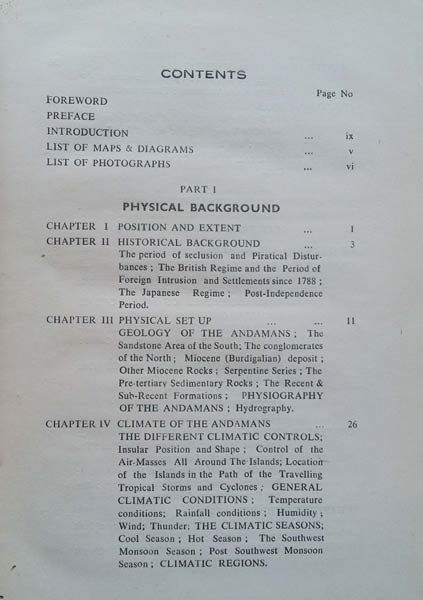 CONTENTS
Page No
FOREWORD
PREFACE
INTRODUCTION ... ix
LIST OF MAPS & DIAGRAMS ... v
LIST OF PHOTOGRAPHS ... vi
PART I
PHYSICAL BACKGROUND
CHAPTER I POSITION AND EXTENT ... 1
CHAPTER II HISTORICAL BACKGROUND ... 3
The period of seclusion and Piratical Distur-
bances ; The British Regime and the Period of
Foreign Intrusion and Settlements since 1788 ;
The Japanese Regime ; Post-Independence
Period.
CHAPTER III PHYSICAL SET UP ... ... 11
GEOLOGY OF THE ANDAMANS ; The
Sandstone Area of the South; The conglomerates
of the North ; Miocene (Burdigalian) deposit ;
Other Miocene Rocks ; Serpentine Series ; The
Pre-tertiary Sedimentary Rocks ; The Recent &
Sub-Recent Formations ; PHYSIOGRAPHY
OF THE ANDAMANS ; Hydrography.
CHAPTER IV CLIMATE OF THE ANDAMANS ... 26
THE DIFFERENT CLIMATIC CONTROLS;
Insular Position and Shape ; Control of the
Air-Masses All Around The Islands; Location
of the Islands in the Path of the Travelling
Tropical Storms and Cyclones ; GENERAL
CLIMATIC CONDITIONS ; Temperature
conditions; Rainfall conditions ; Humidity ;
Wind; Thunder; THE CLIMATIC SEASONS;
Cool Season ; Hot Season ; The Southwest
Monsoon Season ; Post Southwest Monsoon
Season ; CLIMATIC REGIONS.